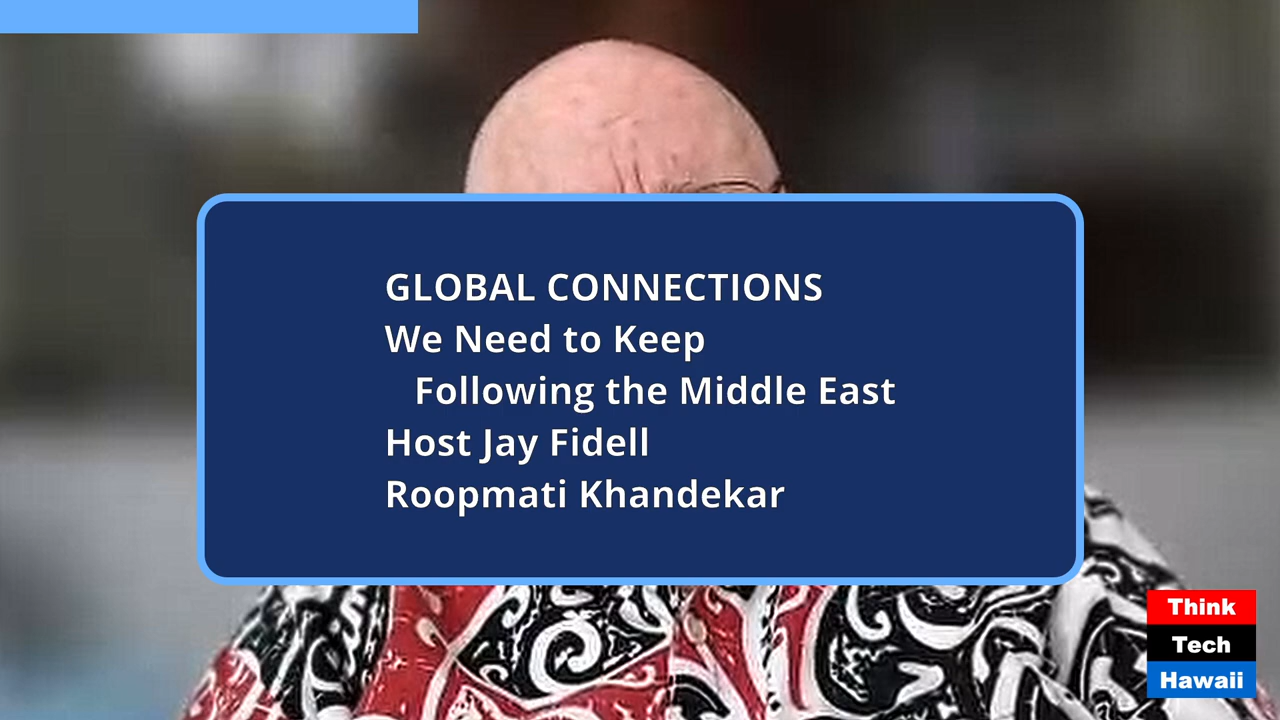 GLOBAL CONNECTIONS
We Need to Keep
Following the Middle East
Host Jay Fidell
Roopmati Khandekar
Think
Tech
Hawaii